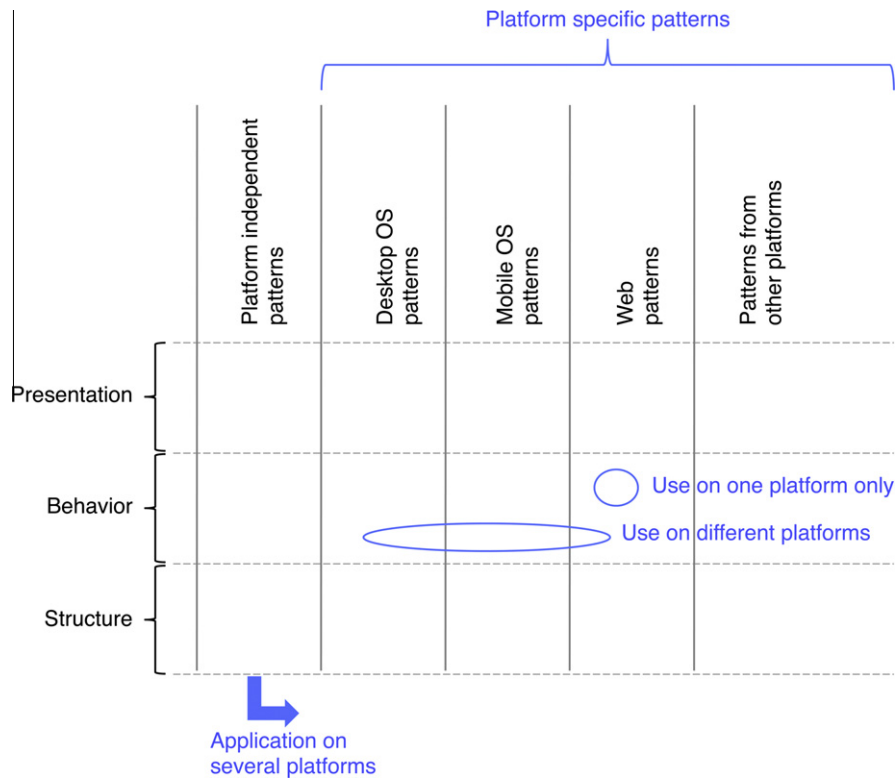 Platform specific patterns
Platform independent
patterns
Desktop OS
patterns
Mobile OS
patterns
Web
patterns
Patterns from
other platforms
Presentation
Behavior
Use on one platform only
Use on different platforms
Structure
Application on
several platforms